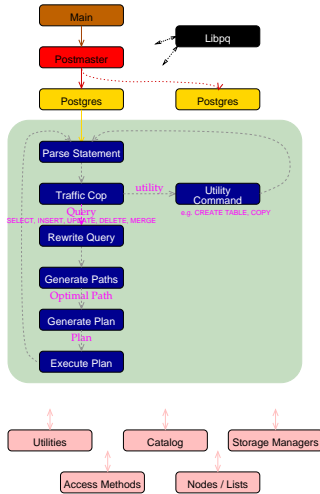 Main
Libpq
Postmaster
Postgres
Postgres
Parse Statement
utility
Traffic Cop
Utility
Command
Query
SELECT, INSERT, UPDATE, DELETE, MERGE
e.g. CREATE TABLE, COPY
Rewrite Query
Generate Paths
Optimal Path
Generate Plan
Plan
Execute Plan
Utilities
Catalog
Storage Managers
Access Methods
Nodes / Lists